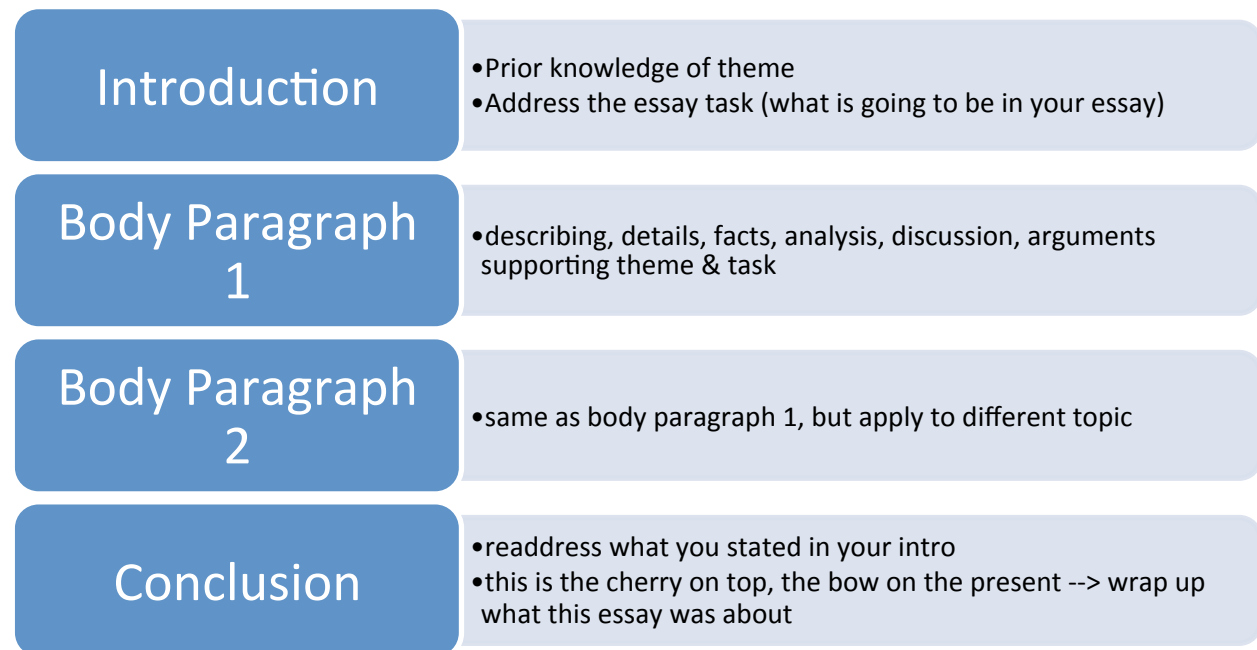 Introduction
•Prior knowledge of theme
•Address the essay task (what is going to be in your essay)
Body Paragraph
1
•describing, details, facts, analysis, discussion, arguments
supporting theme & task
Body Paragraph
2
•same as body paragraph 1, but apply to different topic
Conclusion
•readdress what you stated in your intro
•this is the cherry on top, the bow on the present --> wrap up
what this essay was about